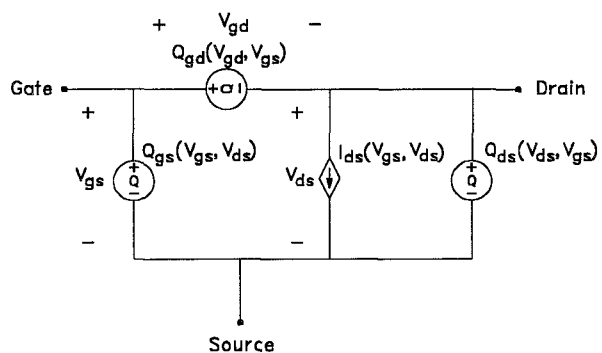 + V_gd −
Q_gd(V_gd, V_gs)
Gate
+ Q −
Drain
+
+
Q_gs(V_gs, V_ds)
I_ds(V_gs, V_ds)
Q_ds(V_ds, V_gs)
V_gs
+ Q −
V_ds
+ Q −
−
−
Source